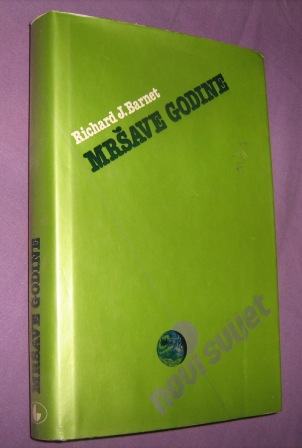 Richard J. Barnet
MRŠAVE GODINE
novi svijet
MRŠAVE GODINE